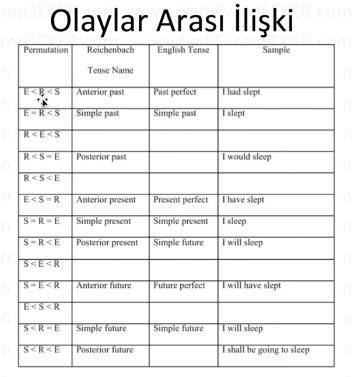 Olaylar Arası İlişki
Permutation Reichenbach English Tense Sample
Tense Name
E < R < S Anterior past Past perfect I had slept
E = R < S Simple past Simple past I slept
R < E < S
R < S = E Posterior past I would sleep
R < S < E
E < S = R Anterior present Present perfect I have slept
S = R = E Simple present Simple present I sleep
S = R < E Posterior present Simple future I will sleep
S < E < R
S = E < R Anterior future Future perfect I will have slept
E < S < R
S < R = E Simple future Simple future I will sleep
S < R < E Posterior future I shall be going to sleep